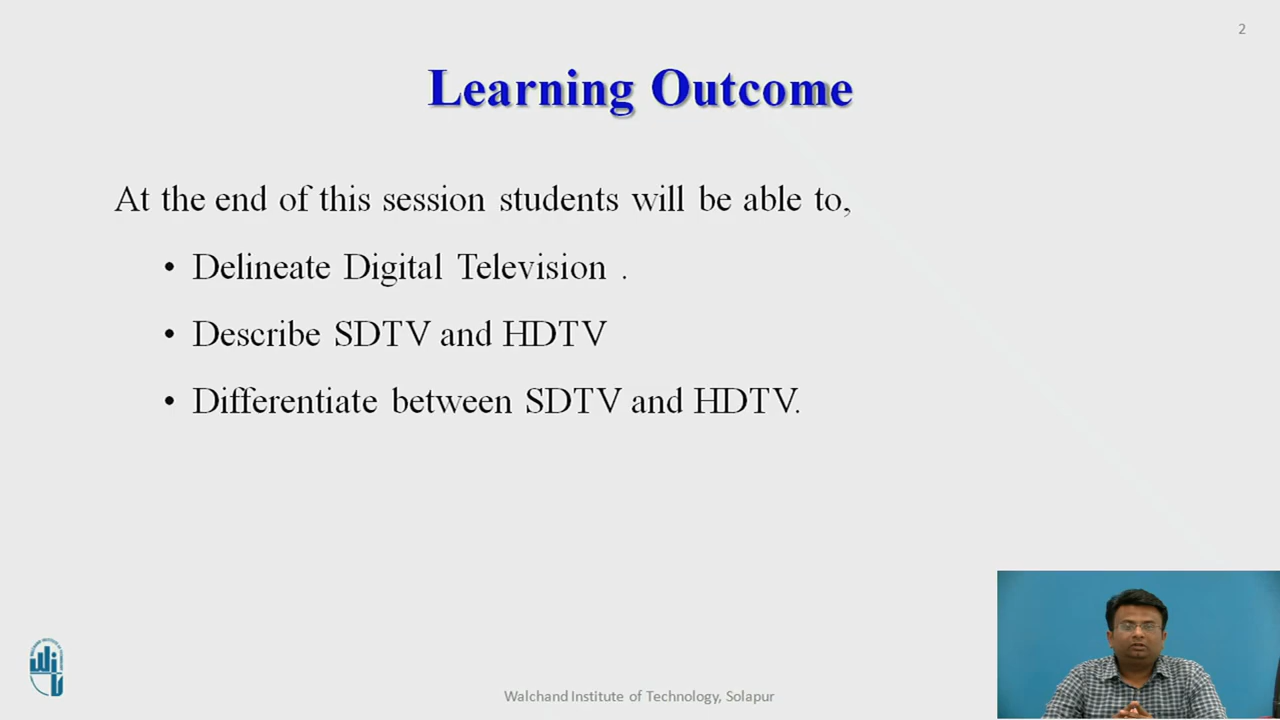 2
Learning Outcome
At the end of this session students will be able to,
• Delineate Digital Television .
• Describe SDTV and HDTV
• Differentiate between SDTV and HDTV.
Walchand Institute of Technology, Solapur